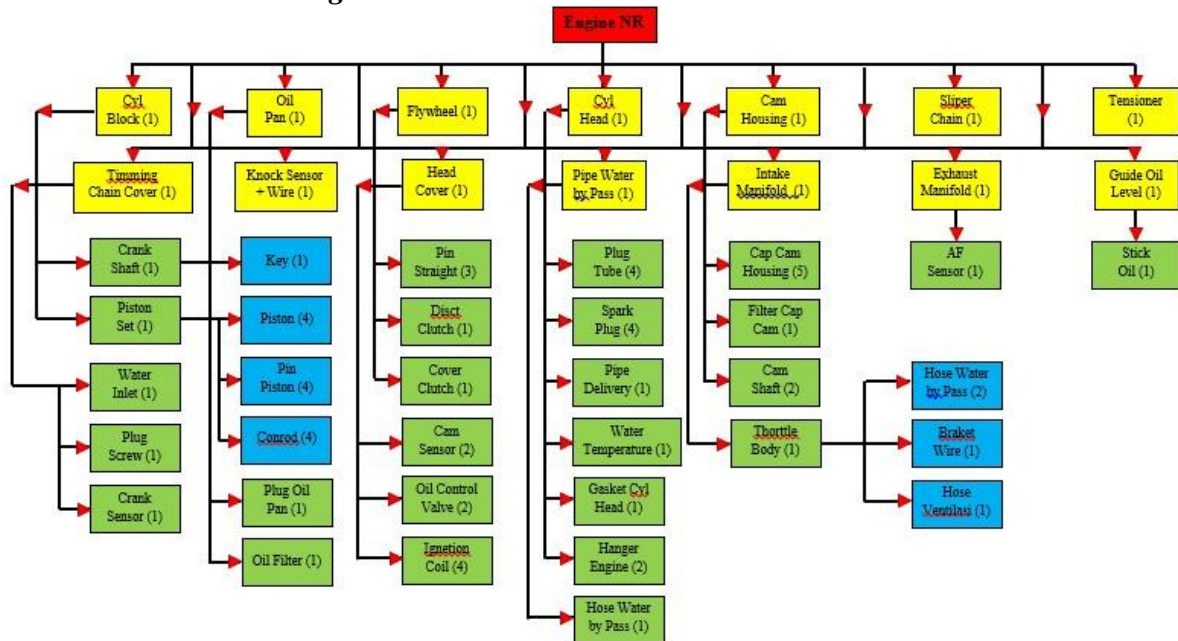 Engine NR
Cyl
Block (1)
Oil
Pan (1)
Flywheel (1)
Cyl
Head (1)
Cam
Housing (1)
Sliper
Chain (1)
Tensioner
(1)
Timming
Chain Cover (1)
Knock Sensor
+ Wire (1)
Head
Cover (1)
Pipe Water
by Pass (1)
Intake
Manifold (1)
Exhaust
Manifold (1)
Guide Oil
Level (1)
Crank
Shaft (1)
Key (1)
Pin
Straight (3)
Plug
Tube (4)
Cap Cam
Housing (5)
AF
Sensor (1)
Stick
Oil (1)
Piston
Set (1)
Piston (4)
Disct
Clutch (1)
Spark
Plug (4)
Filter Cap
Cam (1)
Water
Inlet (1)
Pin
Piston (4)
Cover
Clutch (1)
Pipe
Delivery (1)
Cam
Shaft (2)
Hose Water
by Pass (2)
Plug
Screw (1)
Conrod (4)
Cam
Sensor (2)
Water
Temperature (1)
Thorttle
Body (1)
Braket
Wire (1)
Crank
Sensor (1)
Plug Oil
Pan (1)
Oil Control
Valve (2)
Gasket Cyl
Head (1)
Hose
Ventilasi (1)
Oil Filter (1)
Ignetion
Coil (4)
Hanger
Engine (2)
Hose Water
by Pass (1)